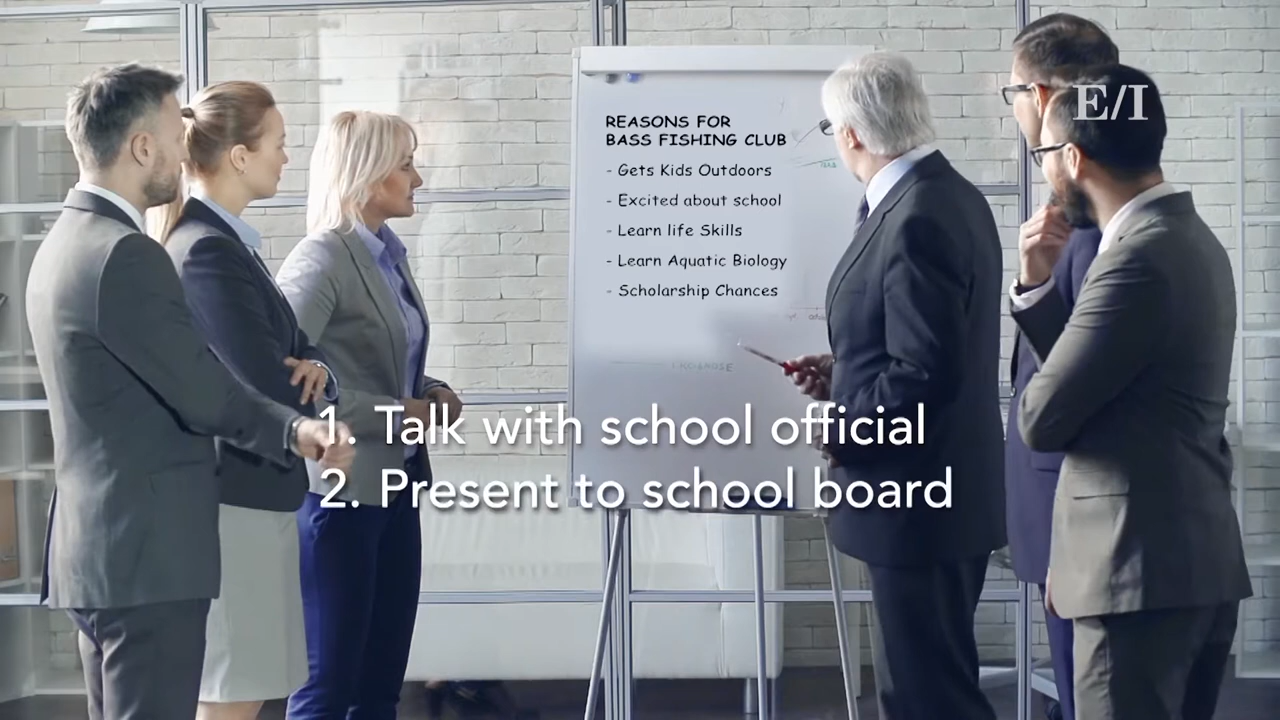 E/I
REASONS FOR
BASS FISHING CLUB
- Gets Kids Outdoors
- Excited about school
- Learn life Skills
- Learn Aquatic Biology
- Scholarship Chances
1. Talk with school official
2. Present to school board